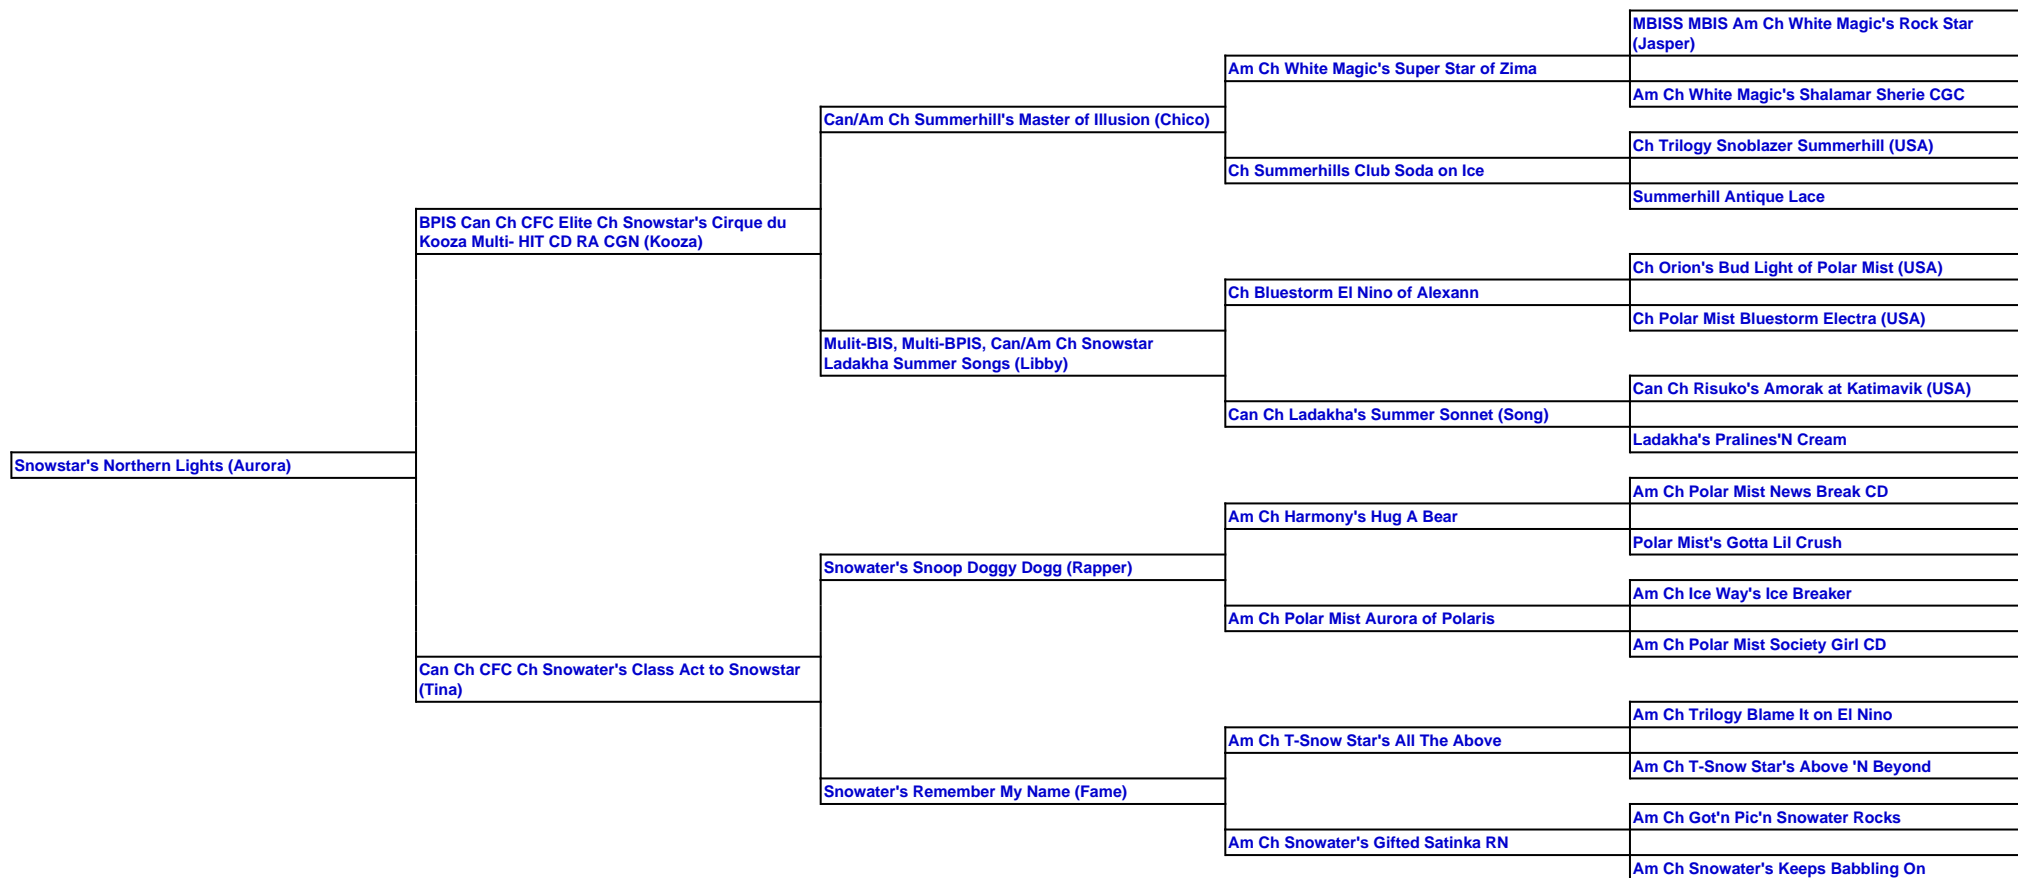 MBISS MBIS Am Ch White Magic's Rock Star
(Jasper)
Am Ch White Magic's Super Star of Zima
Am Ch White Magic's Shalamar Sherie CGC
Can/Am Ch Summerhill's Master of Illusion (Chico)
Ch Trilogy Snoblazer Summerhill (USA)
Ch Summerhills Club Soda on Ice
Summerhill Antique Lace
BPIS Can Ch CFC Elite Ch Snowstar's Cirque du
Kooza Multi- HIT CD RA CGN (Kooza)
Ch Orion's Bud Light of Polar Mist (USA)
Ch Bluestorm El Nino of Alexann
Ch Polar Mist Bluestorm Electra (USA)
Mulit-BIS, Multi-BPIS, Can/Am Ch Snowstar
Ladakha Summer Songs (Libby)
Can Ch Risuko's Amorak at Katimavik (USA)
Can Ch Ladakha's Summer Sonnet (Song)
Ladakha's Pralines'N Cream
Snowstar's Northern Lights (Aurora)
Am Ch Polar Mist News Break CD
Am Ch Harmony's Hug A Bear
Polar Mist's Gotta Lil Crush
Snowater's Snoop Doggy Dogg (Rapper)
Am Ch Ice Way's Ice Breaker
Am Ch Polar Mist Aurora of Polaris
Am Ch Polar Mist Society Girl CD
Can Ch CFC Ch Snowater's Class Act to Snowstar
(Tina)
Am Ch Trilogy Blame It on El Nino
Am Ch T-Snow Star's All The Above
Am Ch T-Snow Star's Above 'N Beyond
Snowater's Remember My Name (Fame)
Am Ch Got'n Pic'n Snowater Rocks
Am Ch Snowater's Gifted Satinka RN
Am Ch Snowater's Keeps Babbling On